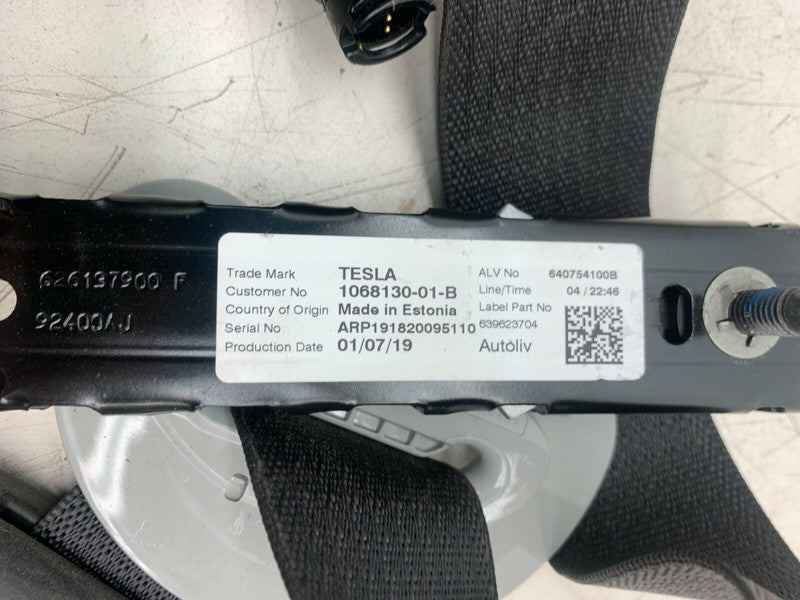 626137900 F
92400AJ
Trade Mark TESLA
Customer No 1068130-01-B
Country of Origin Made in Estonia
Serial No ARP191820095110
Production Date 01/07/19
ALV No 640754100B
Line/Time 04 / 22:46
Label Part No
639623704
Autoliv